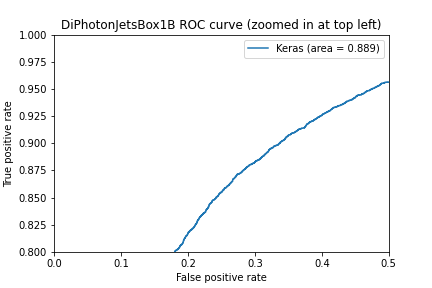 DiPhotonJetsBox1B ROC curve (zoomed in at top left)
Keras (area = 0.889)
True positive rate
1.000
0.975
0.950
0.925
0.900
0.875
0.850
0.825
0.800
0.0 0.1 0.2 0.3 0.4 0.5
False positive rate